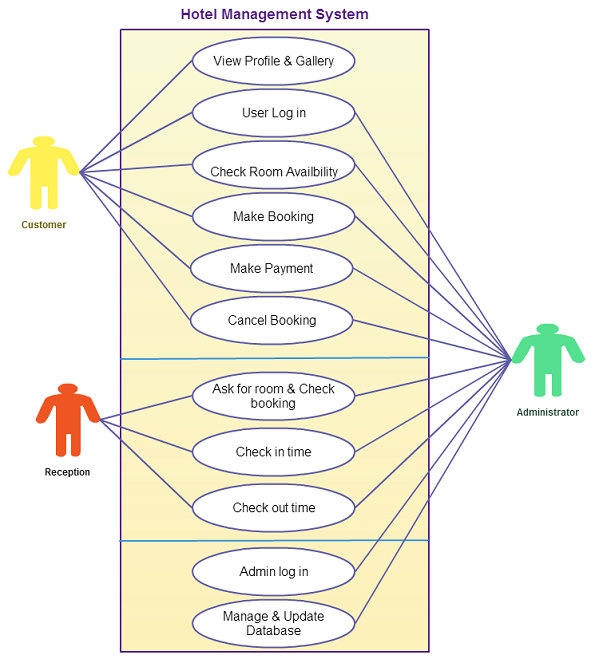 Hotel Management System
View Profile & Gallery
User Log in
Check Room Availbility
Make Booking
Make Payment
Cancel Booking
Customer
Ask for room & Check
booking
Check in time
Check out time
Reception
Administrator
Admin log in
Manage & Update
Database